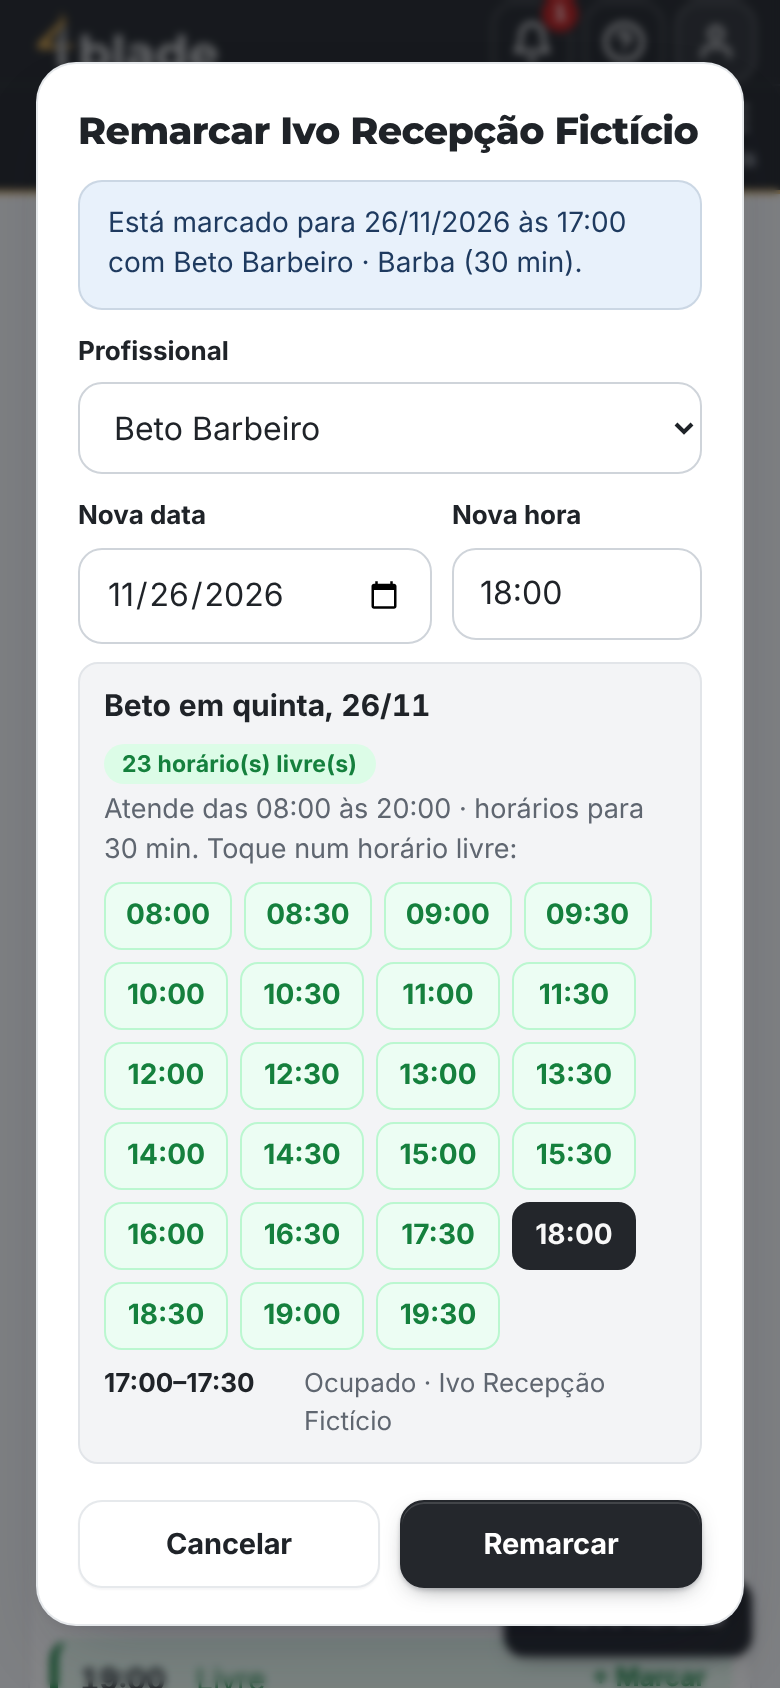 blade
Remarcar Ivo Recepção Fictício
Está marcado para 26/11/2026 às 17:00
com Beto Barbeiro · Barba (30 min).
Profissional
Beto Barbeiro
Nova data
Nova hora
11/26/2026
18:00
Beto em quinta, 26/11
23 horário(s) livre(s)
Atende das 08:00 às 20:00 · horários para
30 min. Toque num horário livre:
08:00 08:30 09:00 09:30
10:00 10:30 11:00 11:30
12:00 12:30 13:00 13:30
14:00 14:30 15:00 15:30
16:00 16:30 17:30 18:00
18:30 19:00 19:30
17:00–17:30 Ocupado · Ivo Recepção
Fictício
Cancelar Remarcar
19:00 Livre + Marcar